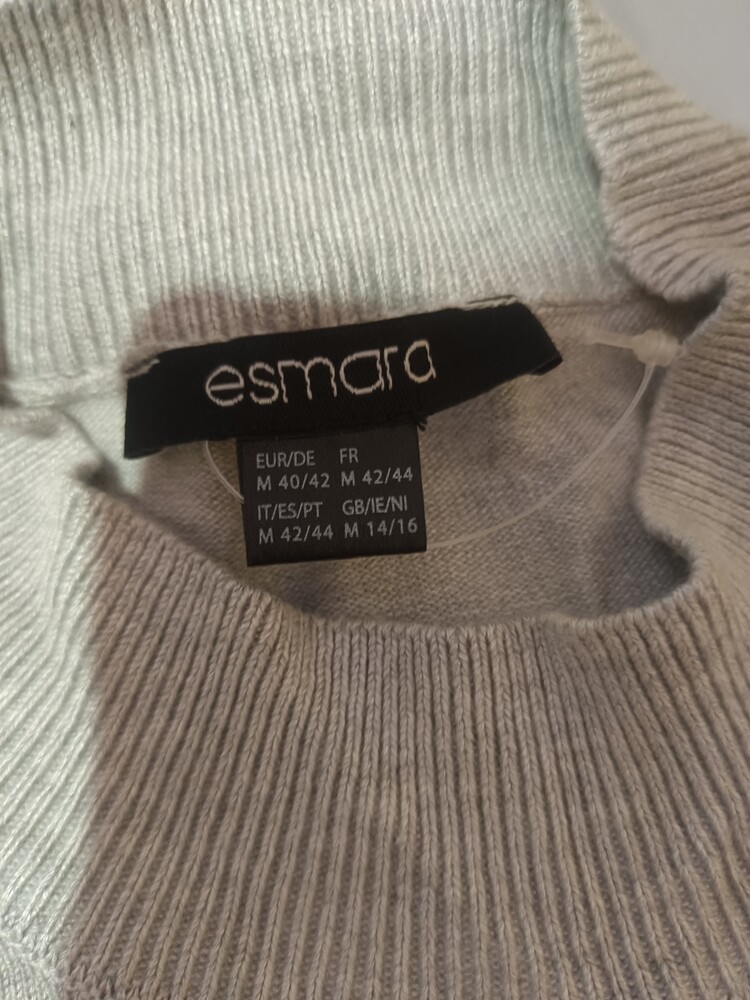 esmara
EUR/DE FR
M 40/42 M 42/44
IT/ES/PT GB/IE/NI
M 42/44 M 14/16